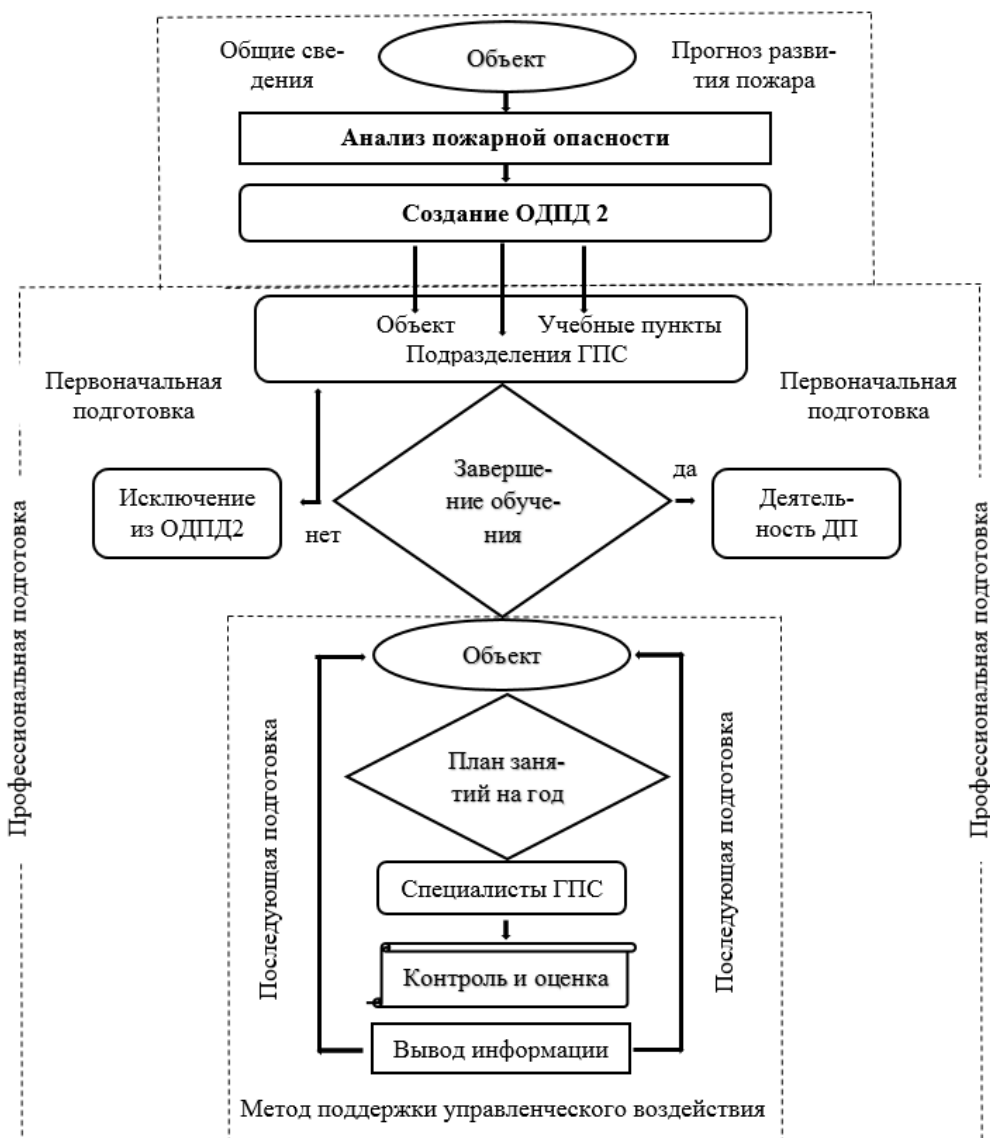 Общие све-
дения
Объект
Прогноз разви-
тия пожара
Анализ пожарной опасности
Создание ОДПД 2
Объект
Учебные пункты
Подразделения ГПС
Первоначальная
подготовка
Первоначальная
подготовка
Заверше-
ние обуче-
ния
да
нет
Исключение
из ОДПД2
Деятель-
ность ДП
Профессиональная подготовка
Профессиональная подготовка
Объект
План заня-
тий на год
Последующая подготовка
Последующая подготовка
Специалисты ГПС
Контроль и оценка
Вывод информации
Метод поддержки управленческого воздействия